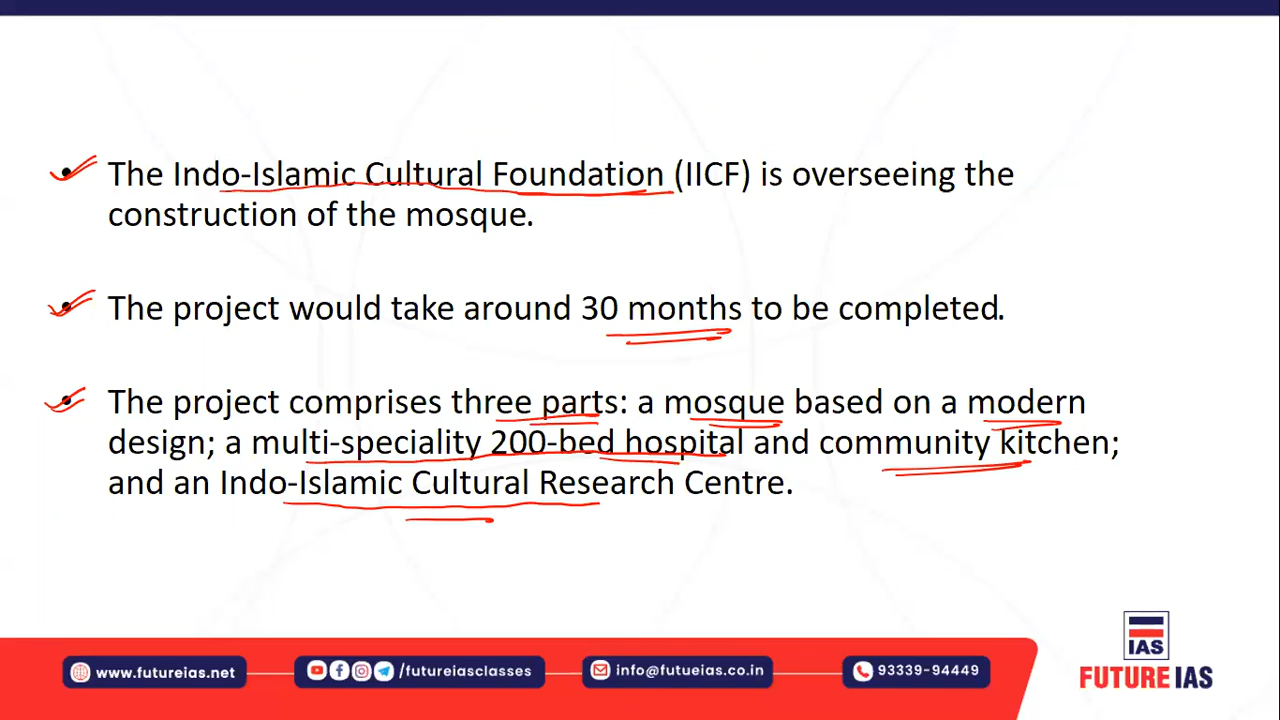 The Indo-Islamic Cultural Foundation (IICF) is overseeing the
construction of the mosque.
The project would take around 30 months to be completed.
The project comprises three parts: a mosque based on a modern
design; a multi-speciality 200-bed hospital and community kitchen;
and an Indo-Islamic Cultural Research Centre.
www.futureias.net
/futureiasclasses
info@futueias.co.in
93339-94449
IAS
FUTURE IAS